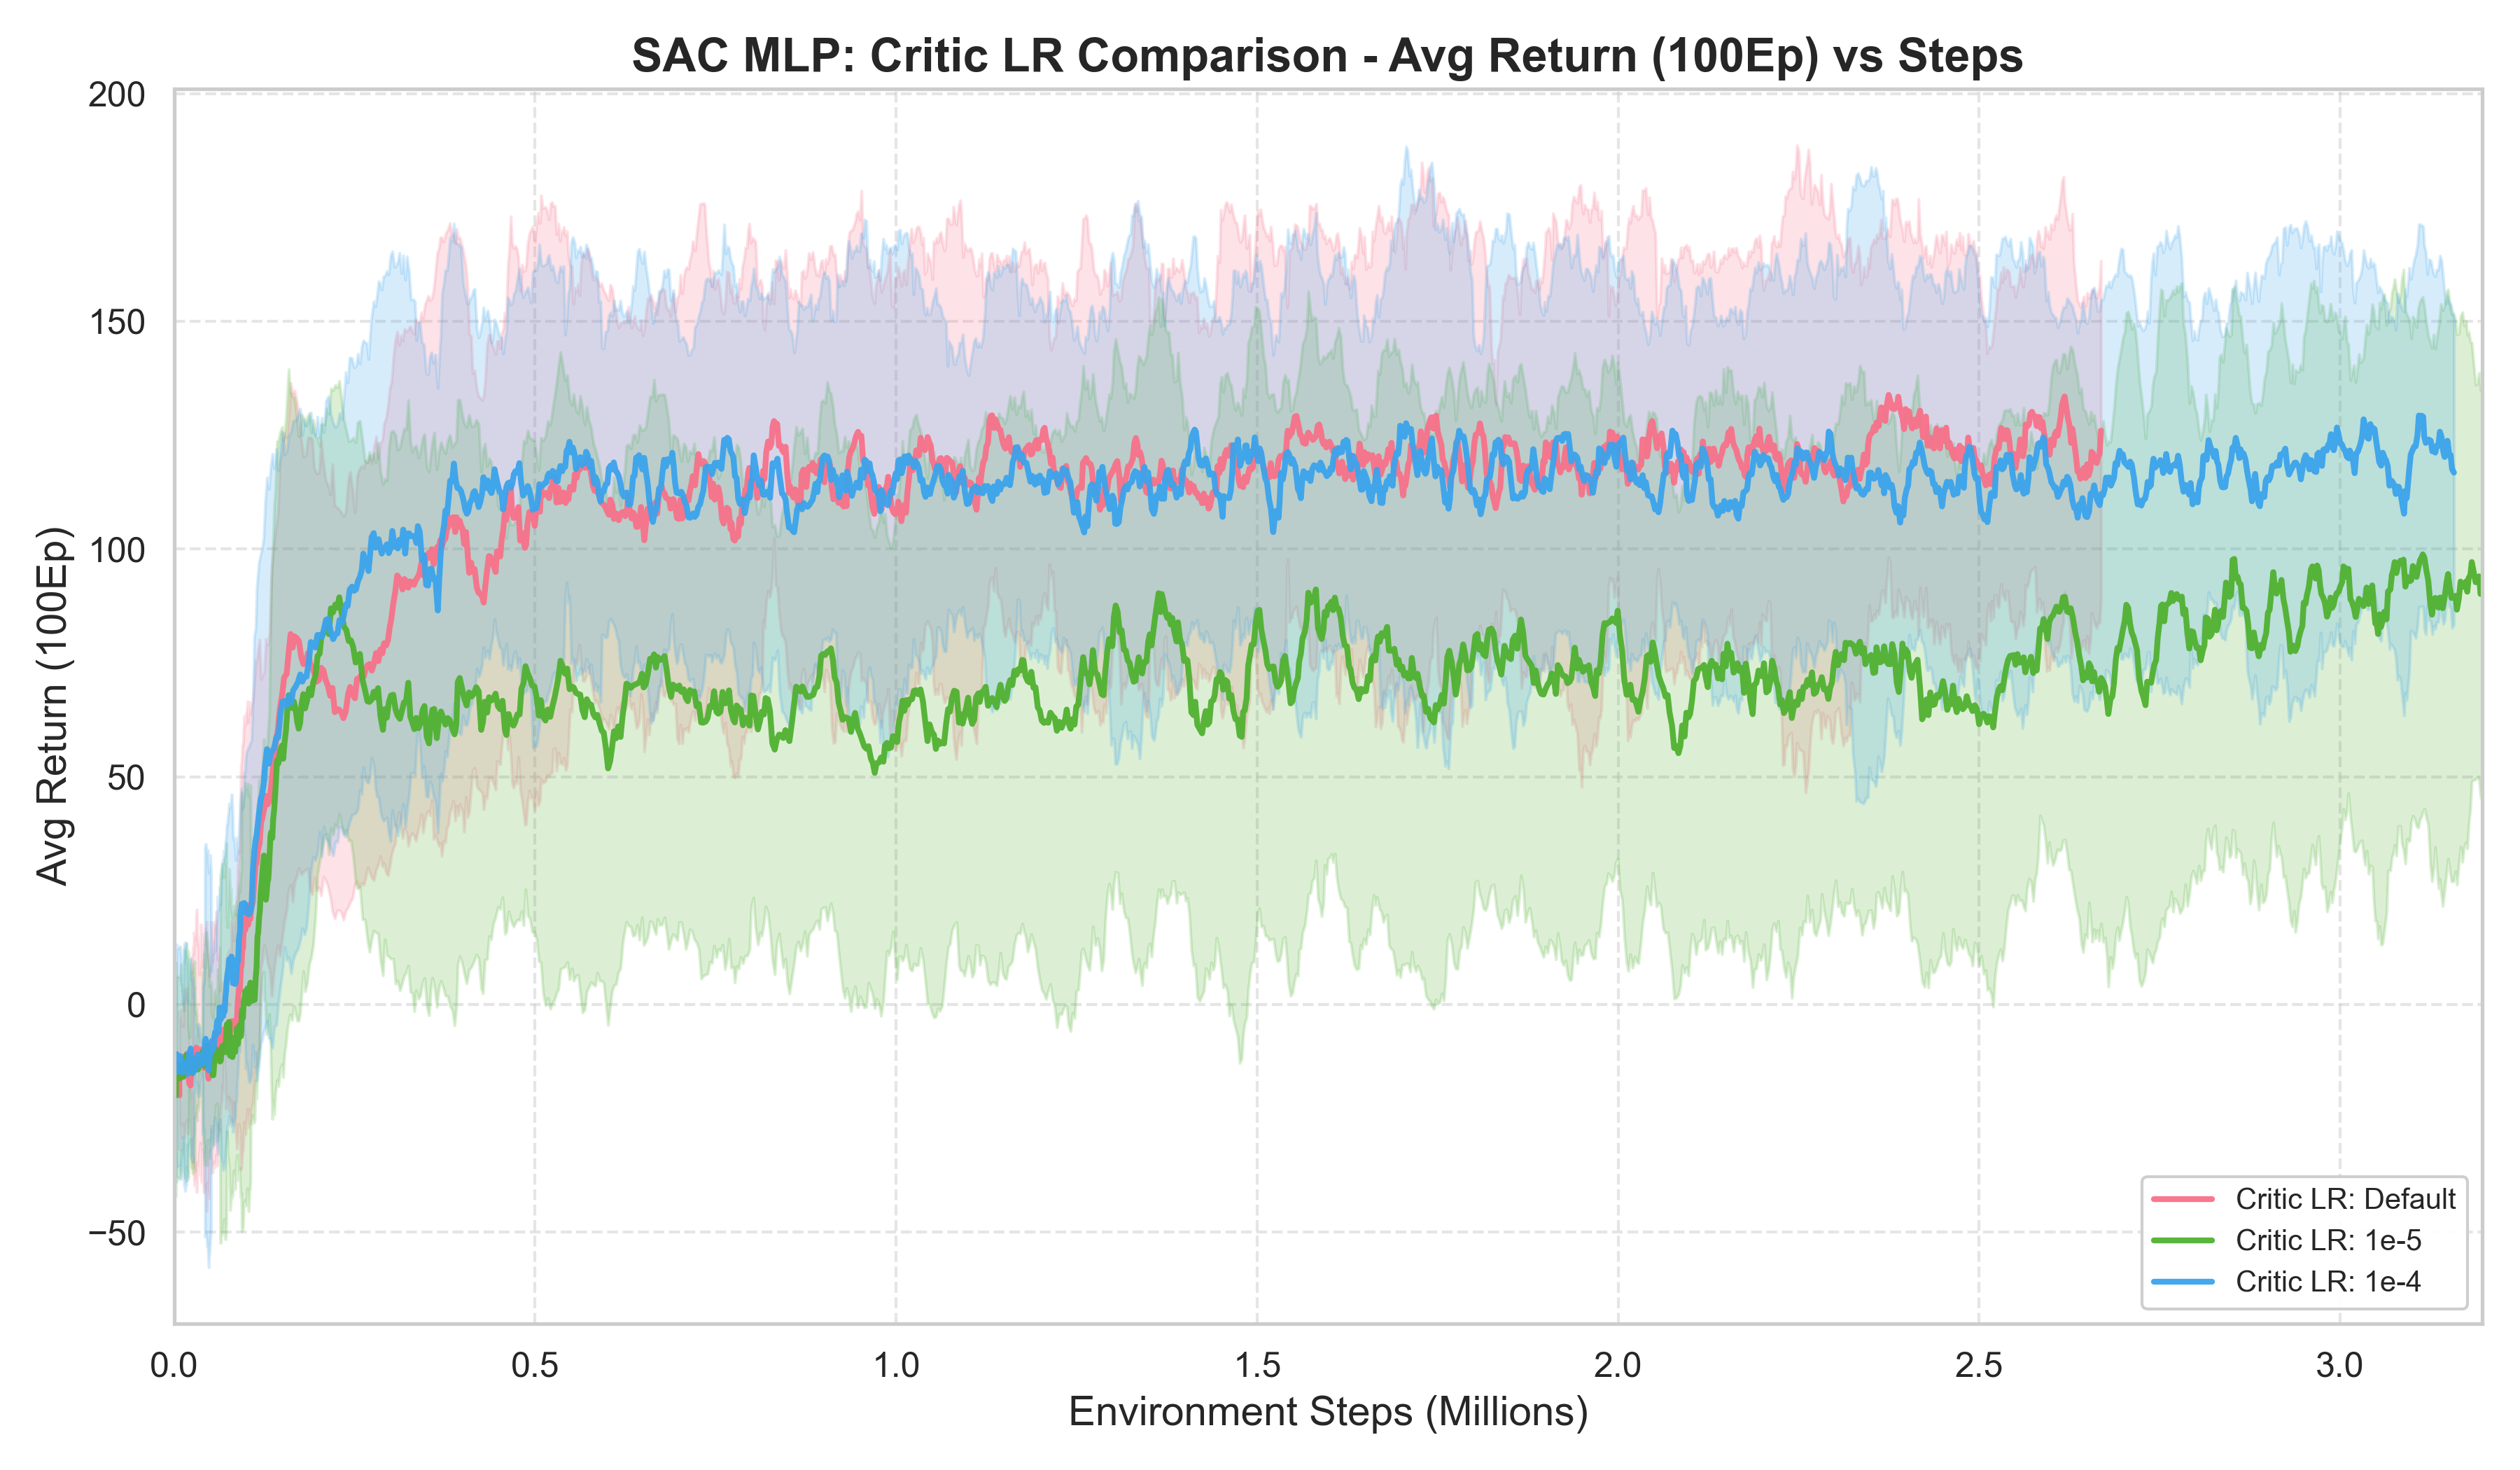 SAC MLP: Critic LR Comparison - Avg Return (100Ep) vs Steps
200
150
100
50
0
−50
Avg Return (100Ep)
0.0
0.5
1.0
1.5
2.0
2.5
3.0
Environment Steps (Millions)
Critic LR: Default
Critic LR: 1e-5
Critic LR: 1e-4